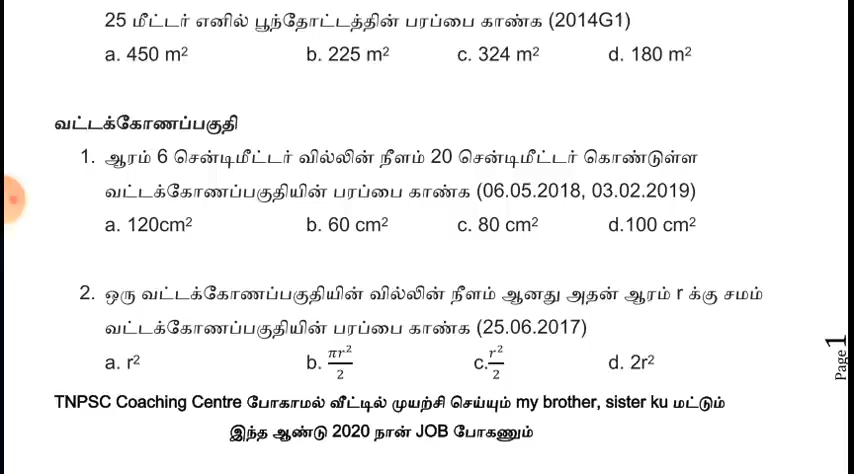 25 மீட்டர் எனில் பூந்தோட்டத்தின் பரப்பை காண்க (2014G1)
a. 450 m² b. 225 m² c. 324 m² d. 180 m²
வட்டக்கோணப்பகுதி
1. ஆரம் 6 சென்டிமீட்டர் வில்லின் நீளம் 20 சென்டிமீட்டர் கொண்டுள்ள
வட்டக்கோணப்பகுதியின் பரப்பை காண்க (06.05.2018, 03.02.2019)
a. 120cm² b. 60 cm² c. 80 cm² d.100 cm²
2. ஒரு வட்டக்கோணப்பகுதியின் வில்லின் நீளம் ஆனது அதன் ஆரம் r க்கு சமம்
வட்டக்கோணப்பகுதியின் பரப்பை காண்க (25.06.2017)
a. r² b. πr²/2 c. r²/2 d. 2r²
Page 1
TNPSC Coaching Centre போகாமல் வீட்டில் முயற்சி செய்யும் my brother, sister ku மட்டும்
இந்த ஆண்டு 2020 நான் JOB போகணும்